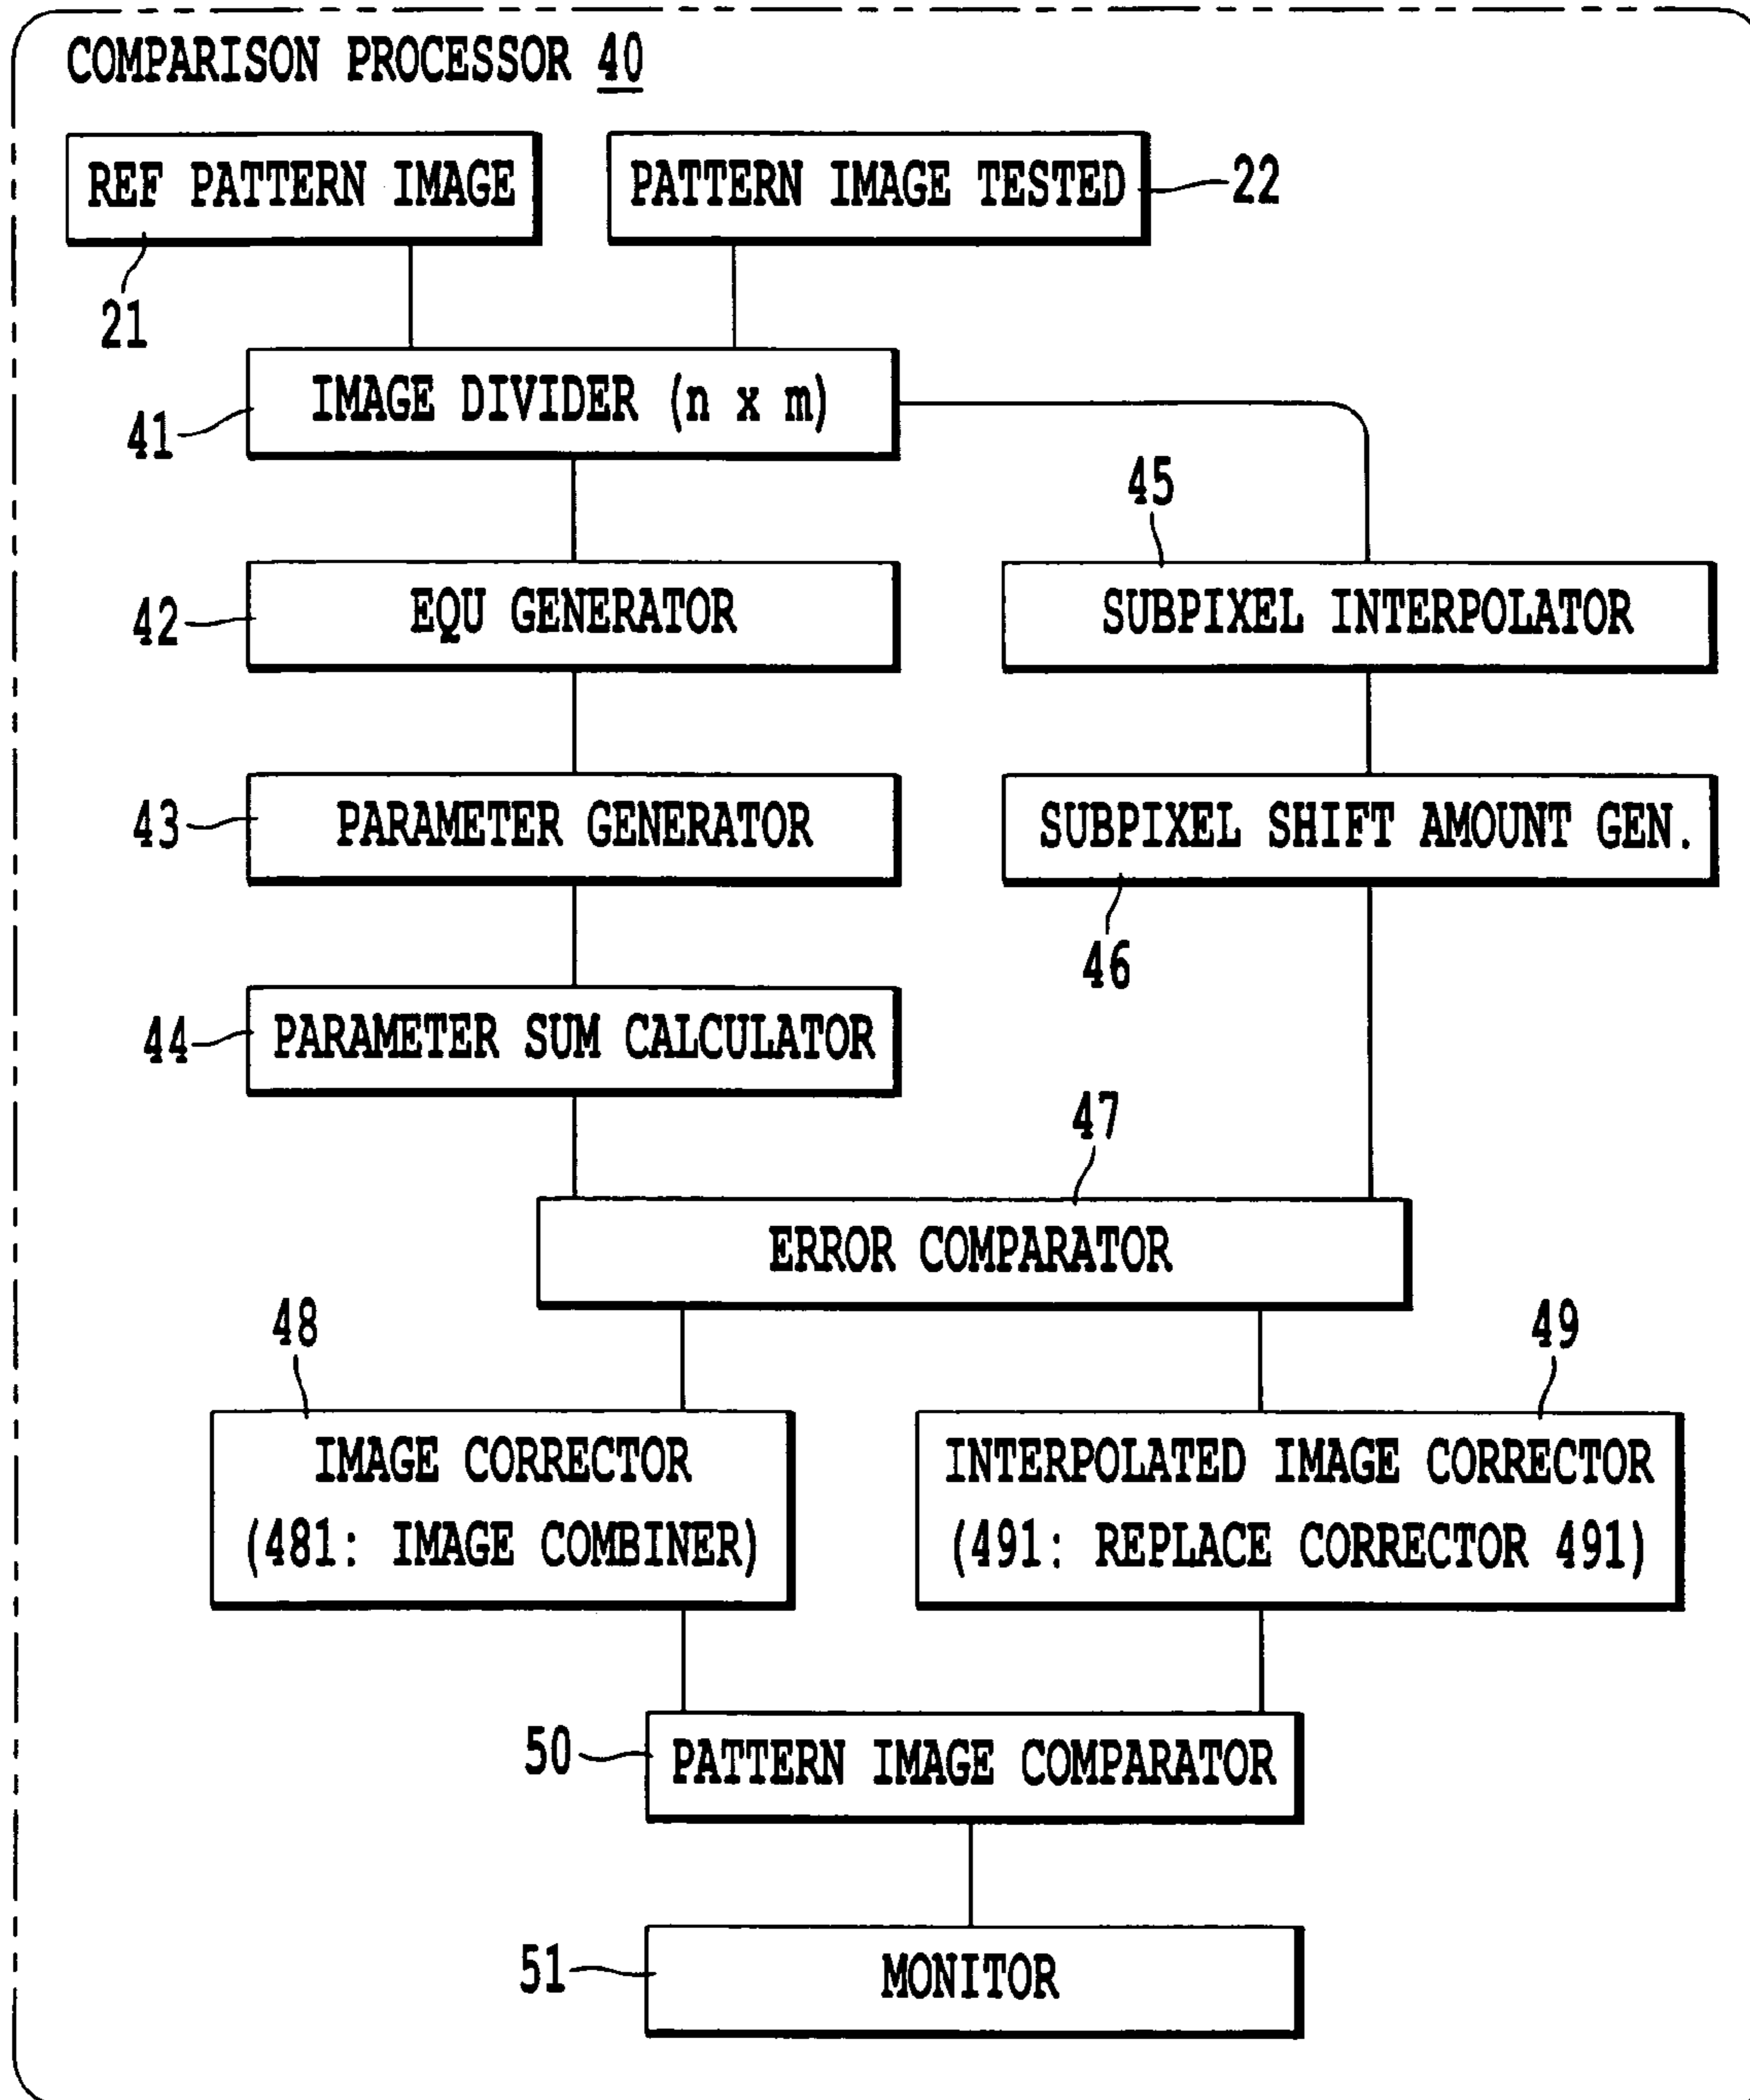 COMPARISON PROCESSOR 40
REF PATTERN IMAGE
PATTERN IMAGE TESTED
22
21
IMAGE DIVIDER (n x m)
41
45
EQU GENERATOR
42
SUBPIXEL INTERPOLATOR
PARAMETER GENERATOR
43
SUBPIXEL SHIFT AMOUNT GEN.
46
PARAMETER SUM CALCULATOR
44
47
ERROR COMPARATOR
48
49
IMAGE CORRECTOR
(481: IMAGE COMBINER)
INTERPOLATED IMAGE CORRECTOR
(491: REPLACE CORRECTOR 491)
50
PATTERN IMAGE COMPARATOR
51
MONITOR